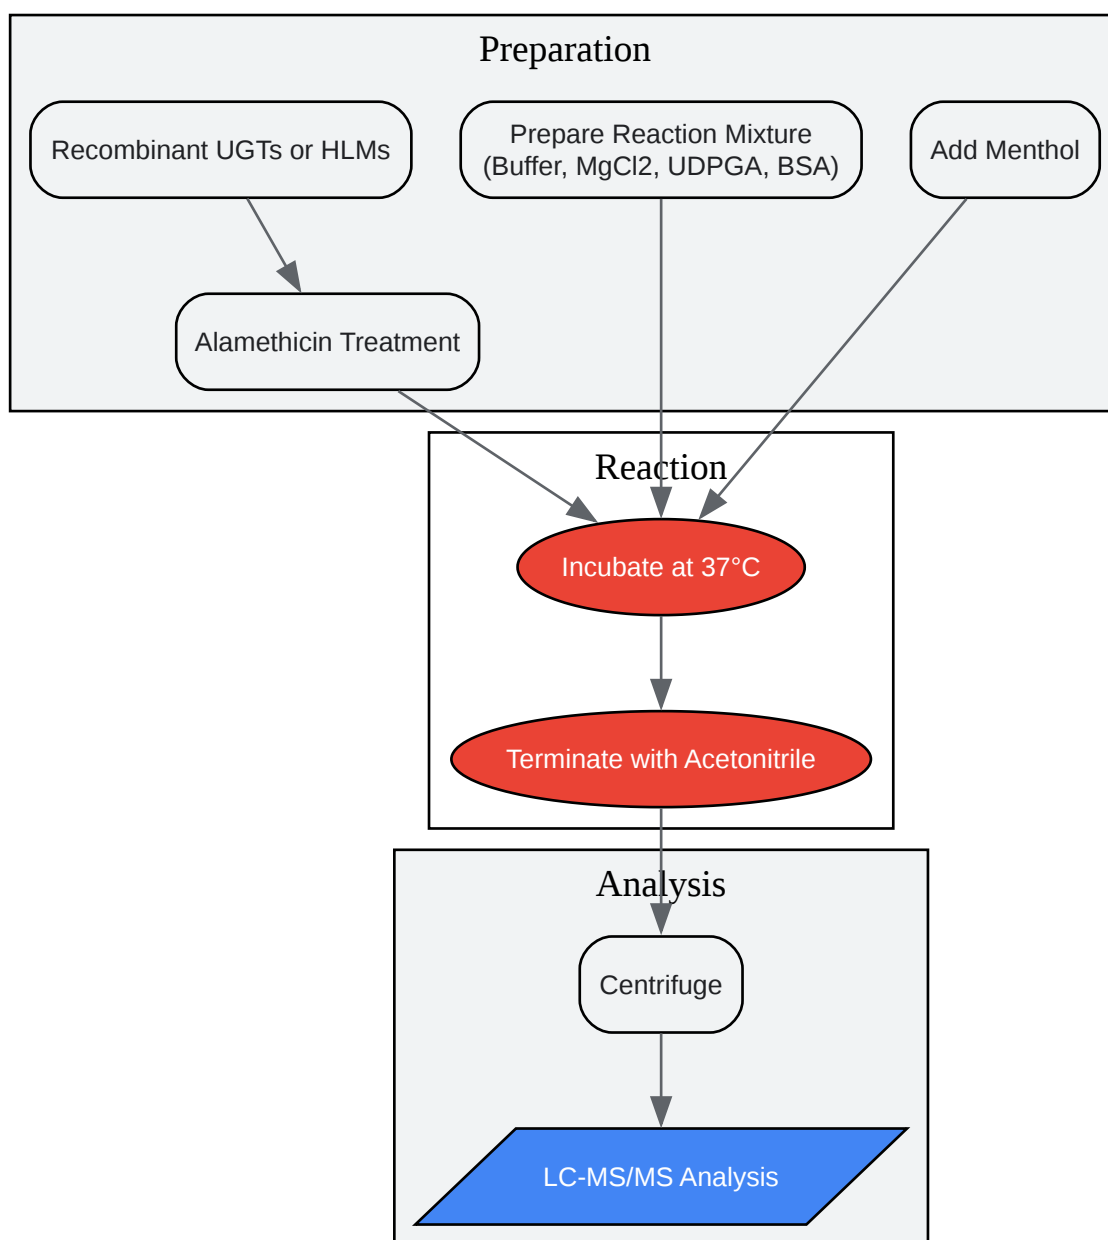 Preparation
Recombinant UGTs or HLMs
Prepare Reaction Mixture
(Buffer, MgCl2, UDPGA, BSA)
Add Menthol
Alamethicin Treatment
Reaction
Incubate at 37°C
Terminate with Acetonitrile
Analysis
Centrifuge
LC-MS/MS Analysis